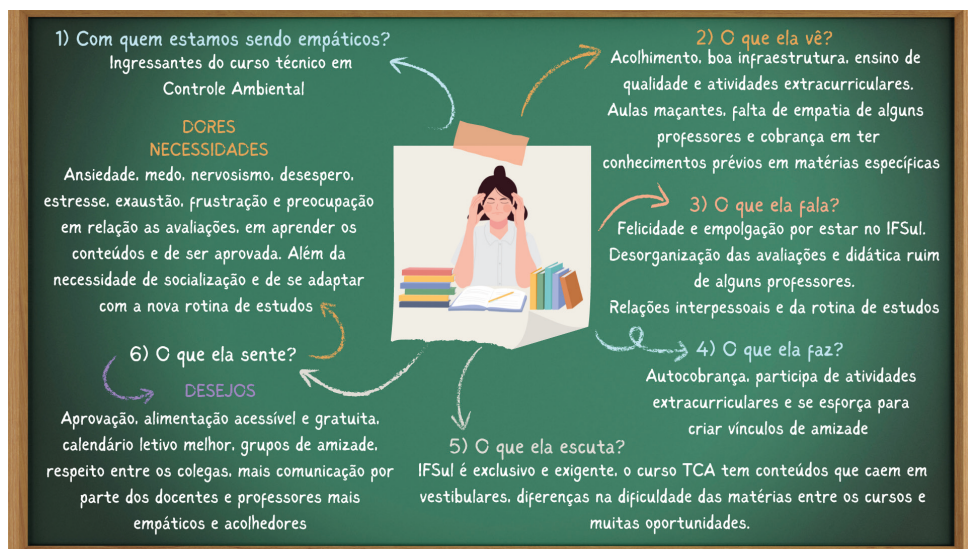 1) Com quem estamos sendo empáticos?
Ingressantes do curso técnico em
Controle Ambiental
2) O que ela vê?
Acolhimento, boa infraestrutura, ensino de
qualidade e atividades extracurriculares.
Aulas maçantes, falta de empatia de alguns
professores e cobrança em ter
conhecimentos prévios em matérias específicas
3) O que ela fala?
Felicidade e empolgação por estar no IFSul.
Desorganização das avaliações e didática ruim
de alguns professores.
Relações interpessoais e da rotina de estudos
4) O que ela faz?
Autocobrança, participa de atividades
extracurriculares e se esforça para
criar vínculos de amizade
5) O que ela escuta?
IFSul é exclusivo e exigente, o curso TCA tem conteúdos que caem em
vestibulares, diferenças na dificuldade das matérias entre os cursos e
muitas oportunidades.
6) O que ela sente?
DORES
NECESSIDADES
Ansiedade, medo, nervosismo, desespero,
estresse, exaustão, frustração e preocupação
em relação as avaliações, em aprender os
conteúdos e de ser aprovada. Além da
necessidade de socialização e de se adaptar
com a nova rotina de estudos
DESEJOS
Aprovação, alimentação acessível e gratuita,
calendário letivo melhor, grupos de amizade,
respeito entre os colegas, mais comunicação por
parte dos docentes e professores mais
empáticos e acolhedores